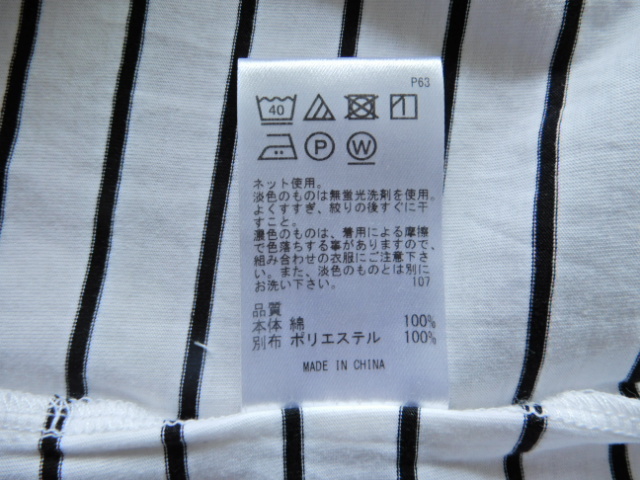 P63
40
P W
ネット使用。
淡色のものは無蛍光洗剤を使用。
よくすすぎ、絞りの後すぐに干
すこと。
濃色のものは、着用による摩擦
で色落ちする事がありますので、
組み合わせの衣服にご注意下さ
い。また、淡色のものとは別に
お洗い下さい。 107
品質
本体 綿 100%
別布 ポリエステル 100%
MADE IN CHINA